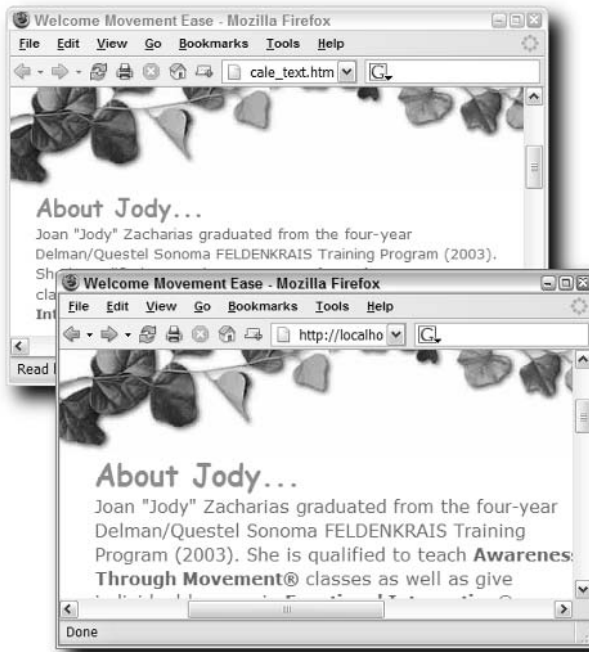 Welcome Movement Ease - Mozilla Firefox
File Edit View Go Bookmarks Tools Help
cale_text.htm G
About Jody...
Joan "Jody" Zacharias graduated from the four-year
Delman/Questel Sonoma FELDENKRAIS Training Program (2003).
Read
Welcome Movement Ease - Mozilla Firefox
File Edit View Go Bookmarks Tools Help
http://localho G
About Jody...
Joan "Jody" Zacharias graduated from the four-year
Delman/Questel Sonoma FELDENKRAIS Training
Program (2003). She is qualified to teach Awareness
Through Movement® classes as well as give
Done